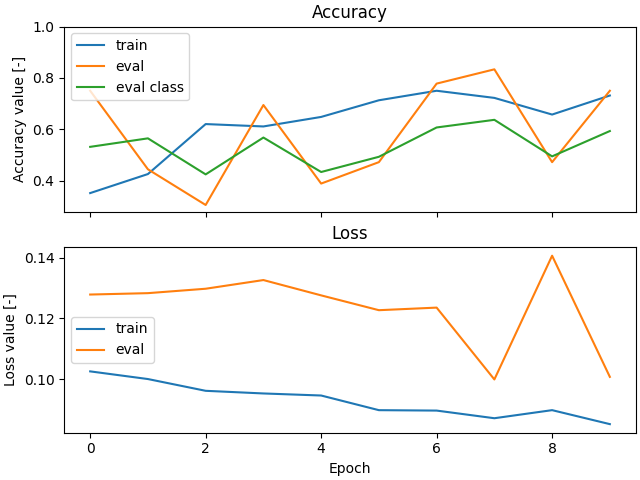 Accuracy
1.0
0.8
0.6
0.4
Accuracy value [-]
train
eval
eval class
Loss
0.14
0.12
0.10
Loss value [-]
train
eval
0 2 4 6 8
Epoch